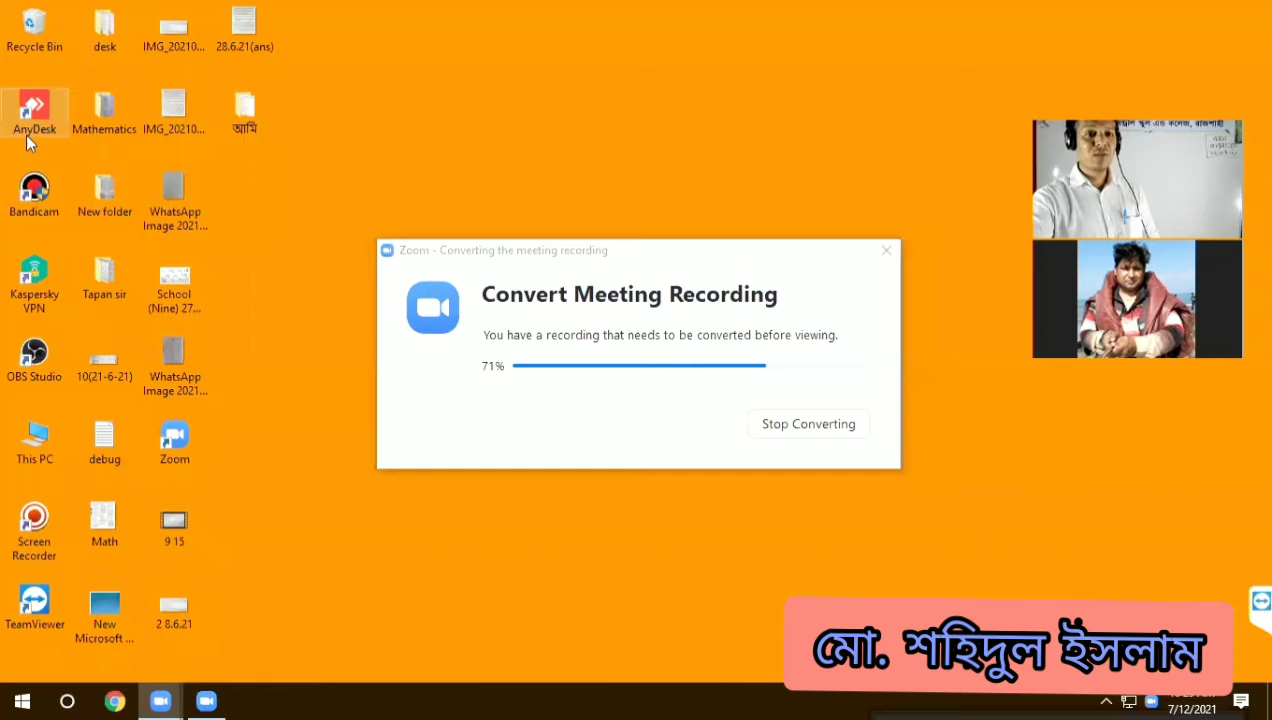 Recycle Bin
desk
IMG_20210...
28.6.21(ans)
AnyDesk
Mathematics
IMG_20210...
আমি
Bandicam
New folder
WhatsApp
Image 2021...
Kaspersky
VPN
Tapan sir
School
(Nine) 27...
OBS Studio
10(21-6-21)
WhatsApp
Image 2021...
This PC
debug
Zoom
Screen
Recorder
Math
9 15
TeamViewer
New
Microsoft ...
2 8.6.21
Zoom - Converting the meeting recording
Convert Meeting Recording
You have a recording that needs to be converted before viewing.
71%
Stop Converting
স্কুল এন্ড কলেজ, রাজশাহী
মো. শহিদুল ইসলাম
7/12/2021